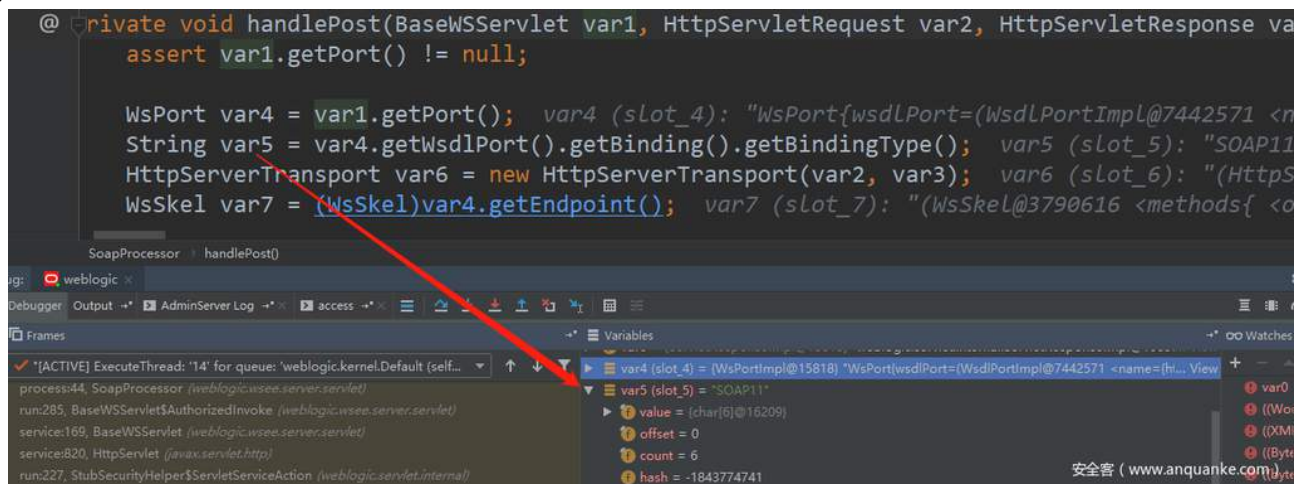 @ private void handlePost(BaseWSServlet var1, HttpServletRequest var2, HttpServletResponse va
assert var1.getPort() != null;
WsPort var4 = var1.getPort(); var4 (slot_4): "WsPort{wsdlPort=(WsdlPortImpl@7442571 <n
String var5 = var4.getWsdlPort().getBinding().getBindingType(); var5 (slot_5): "SOAP11
HttpServerTransport var6 = new HttpServerTransport(var2, var3); var6 (slot_6): "(HttpS
WsSkel var7 = (WsSkel)var4.getEndpoint(); var7 (slot_7): "(WsSkel@3790616 <methods{ <o
SoapProcessor handlePost()
ug: weblogic
Debugger Output AdminServer Log access
Frames Variables Watches
"[ACTIVE] ExecuteThread: '14' for queue: 'weblogic.kernel.Default (self... var4 (slot_4) = {WsPortImpl@15818} "WsPort{wsdlPort=(WsdlPortImpl@7442571 <name={h(... View
process:44, SoapProcessor (weblogic.wsee.server.servlet) var5 (slot_5) = "SOAP11" var0
run:285, BaseWSServlet$AuthorizedInvoke (weblogic.wsee.server.servlet) value = {char[6]@16209} ((Wo
service:169, BaseWSServlet (weblogic.wsee.server.servlet) offset = 0 ((XMl
service:820, HttpServlet (javax.servlet.http) count = 6 ((Byte
run:227, StubSecurityHelper$ServletServiceAction (weblogic.servlet.internal) hash = -1843774741
安全客(www.anquanke.com)